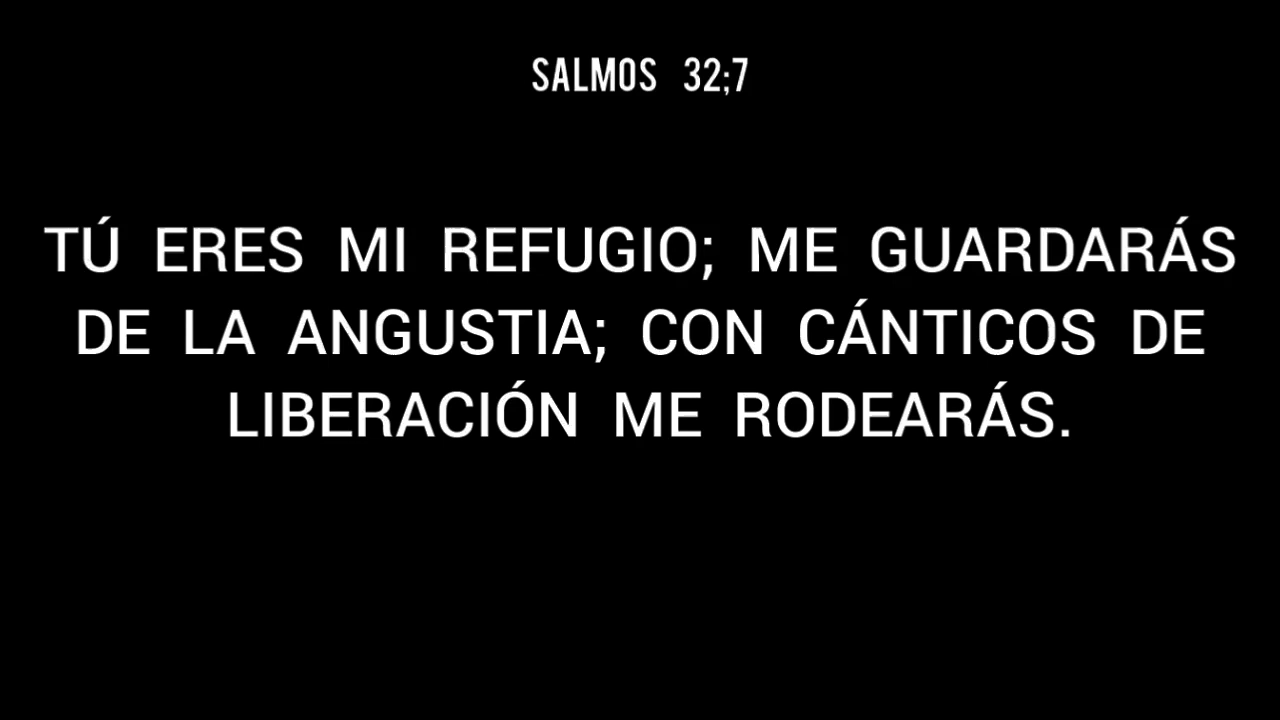 SALMOS 32;7
TÚ ERES MI REFUGIO; ME GUARDARÁS
DE LA ANGUSTIA; CON CÁNTICOS DE
LIBERACIÓN ME RODEARÁS.